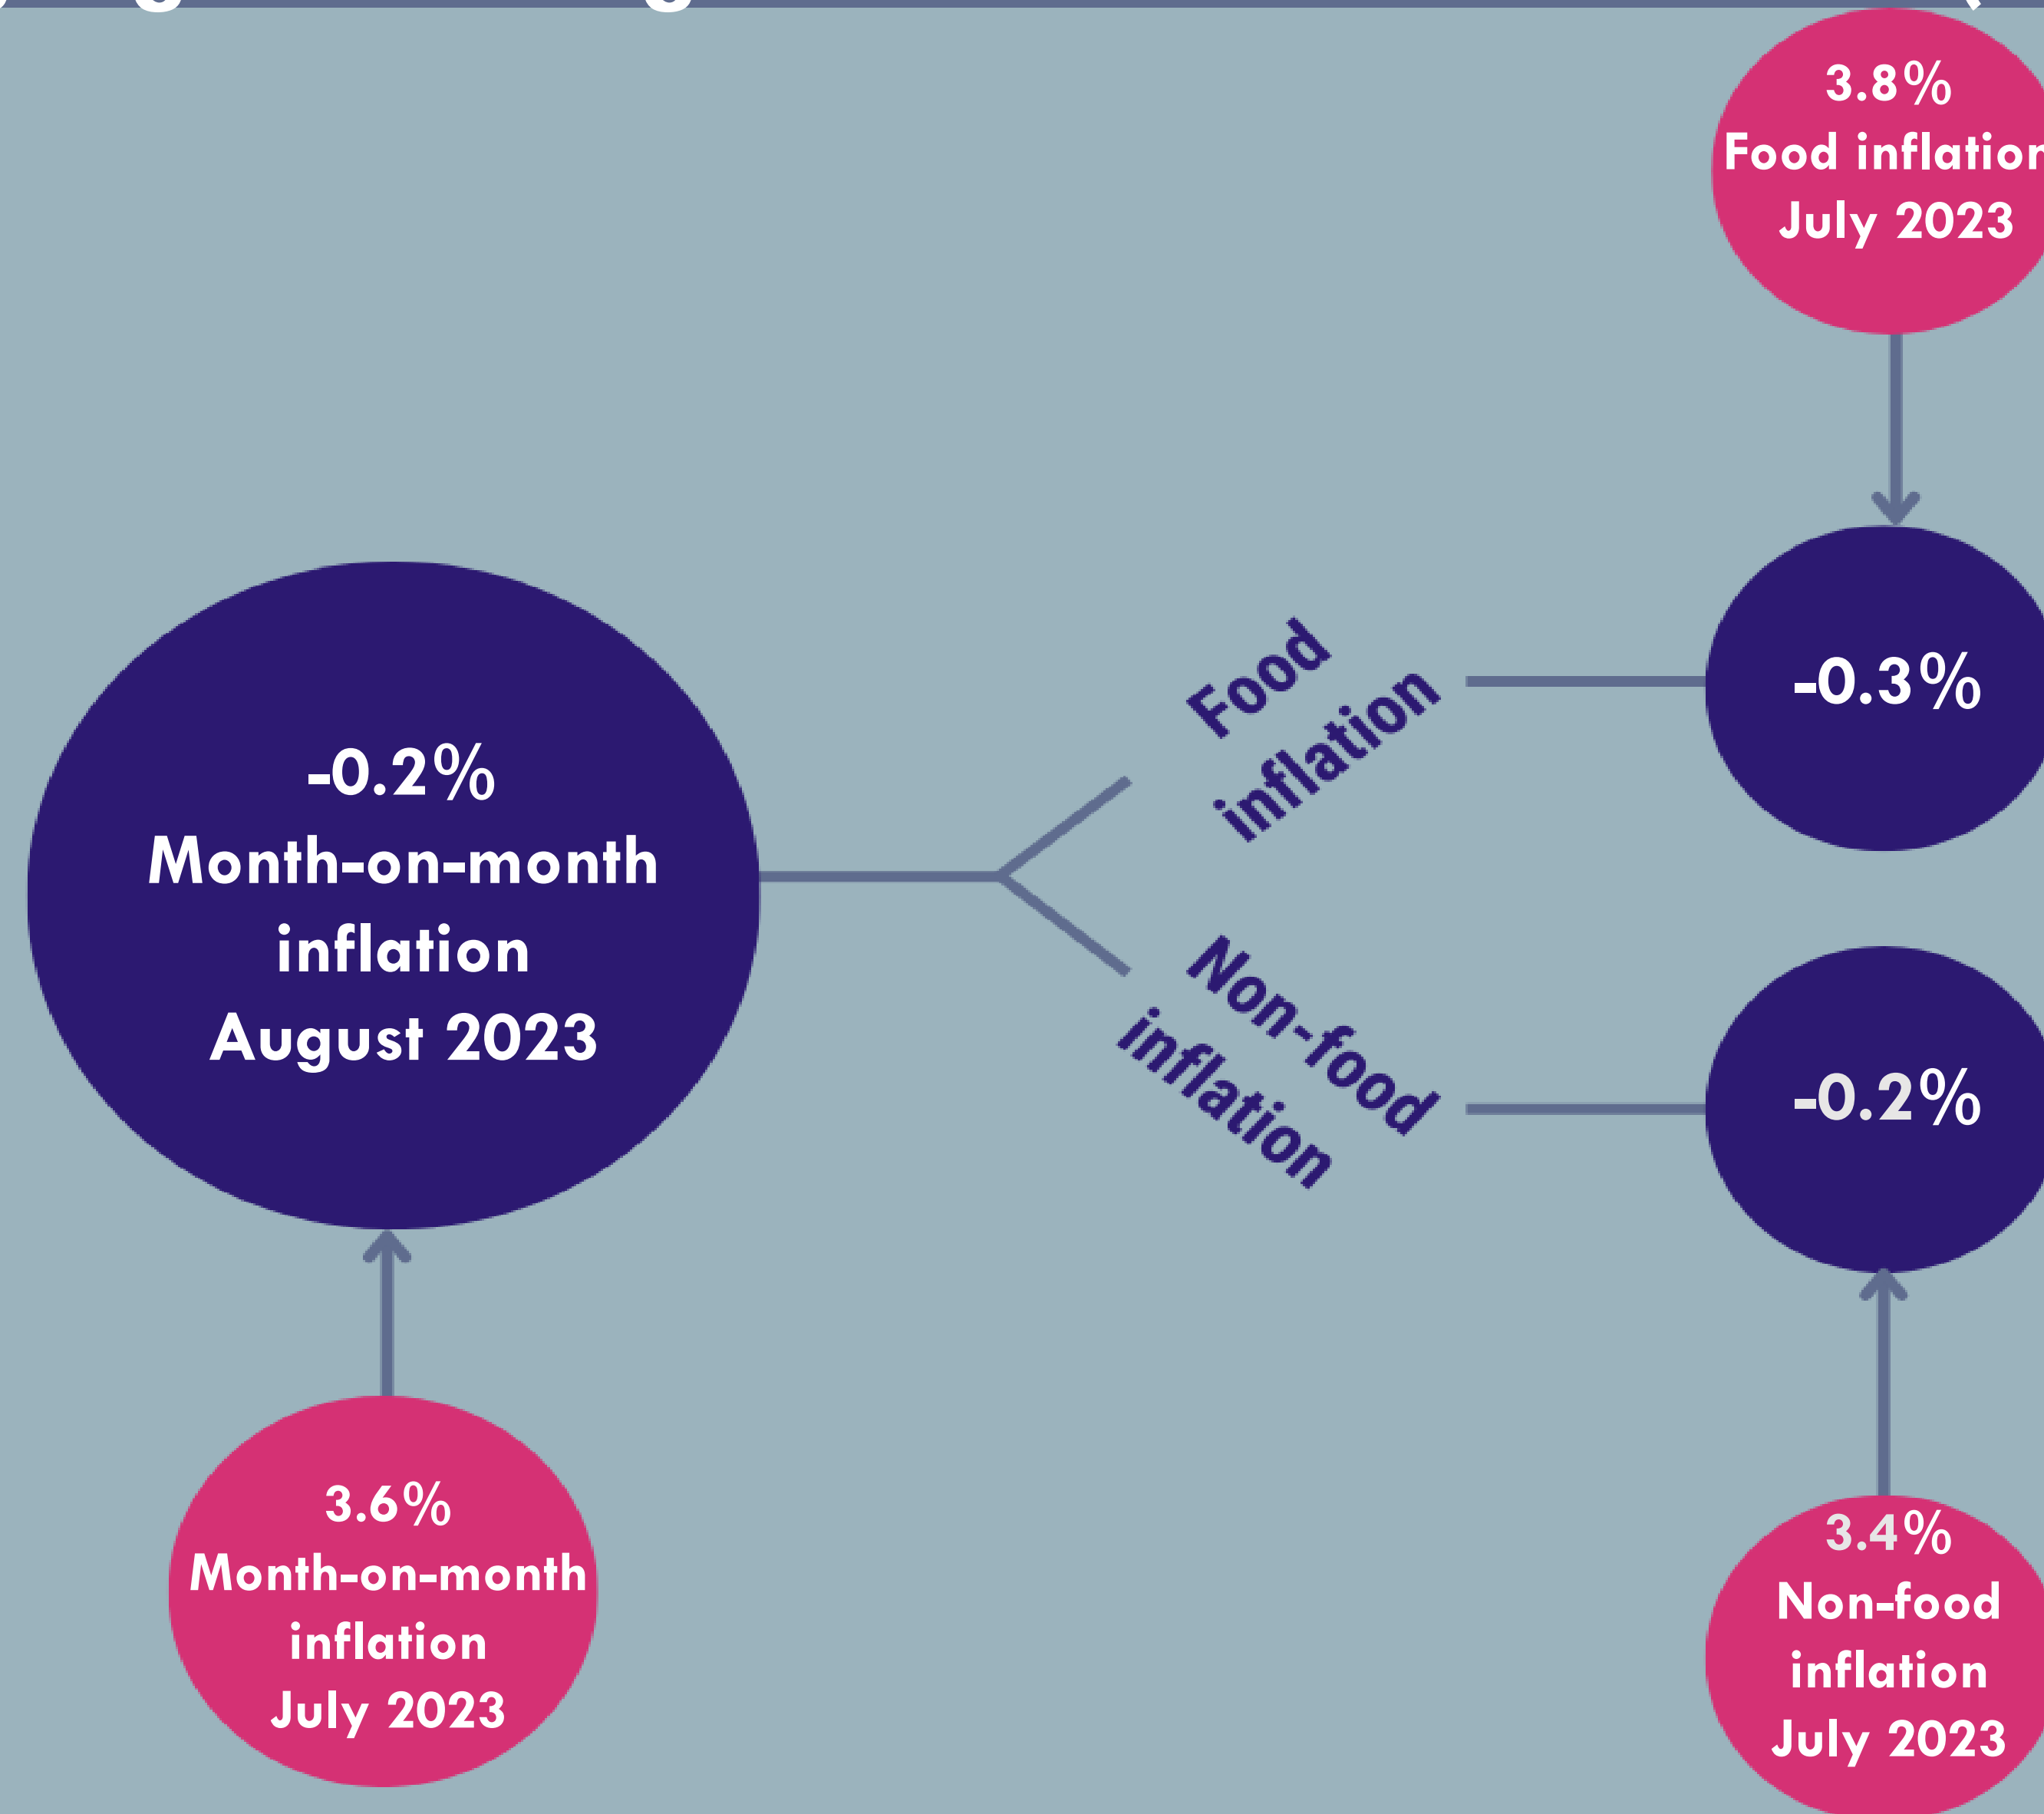 3.8%
Food inflation
July 2023
-0.3%
Food
inflation
-0.2%
Month-on-month
inflation
August 2023
Non-food
inflation
-0.2%
3.6%
Month-on-month
inflation
July 2023
3.4%
Non-food
inflation
July 2023